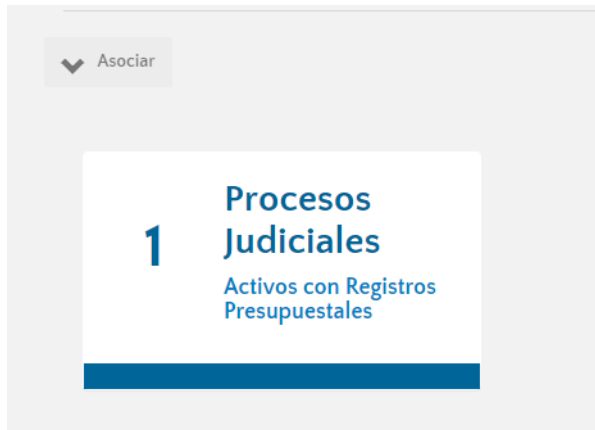 Asociar
1
Procesos
Judiciales
Activos con Registros
Presupuestales